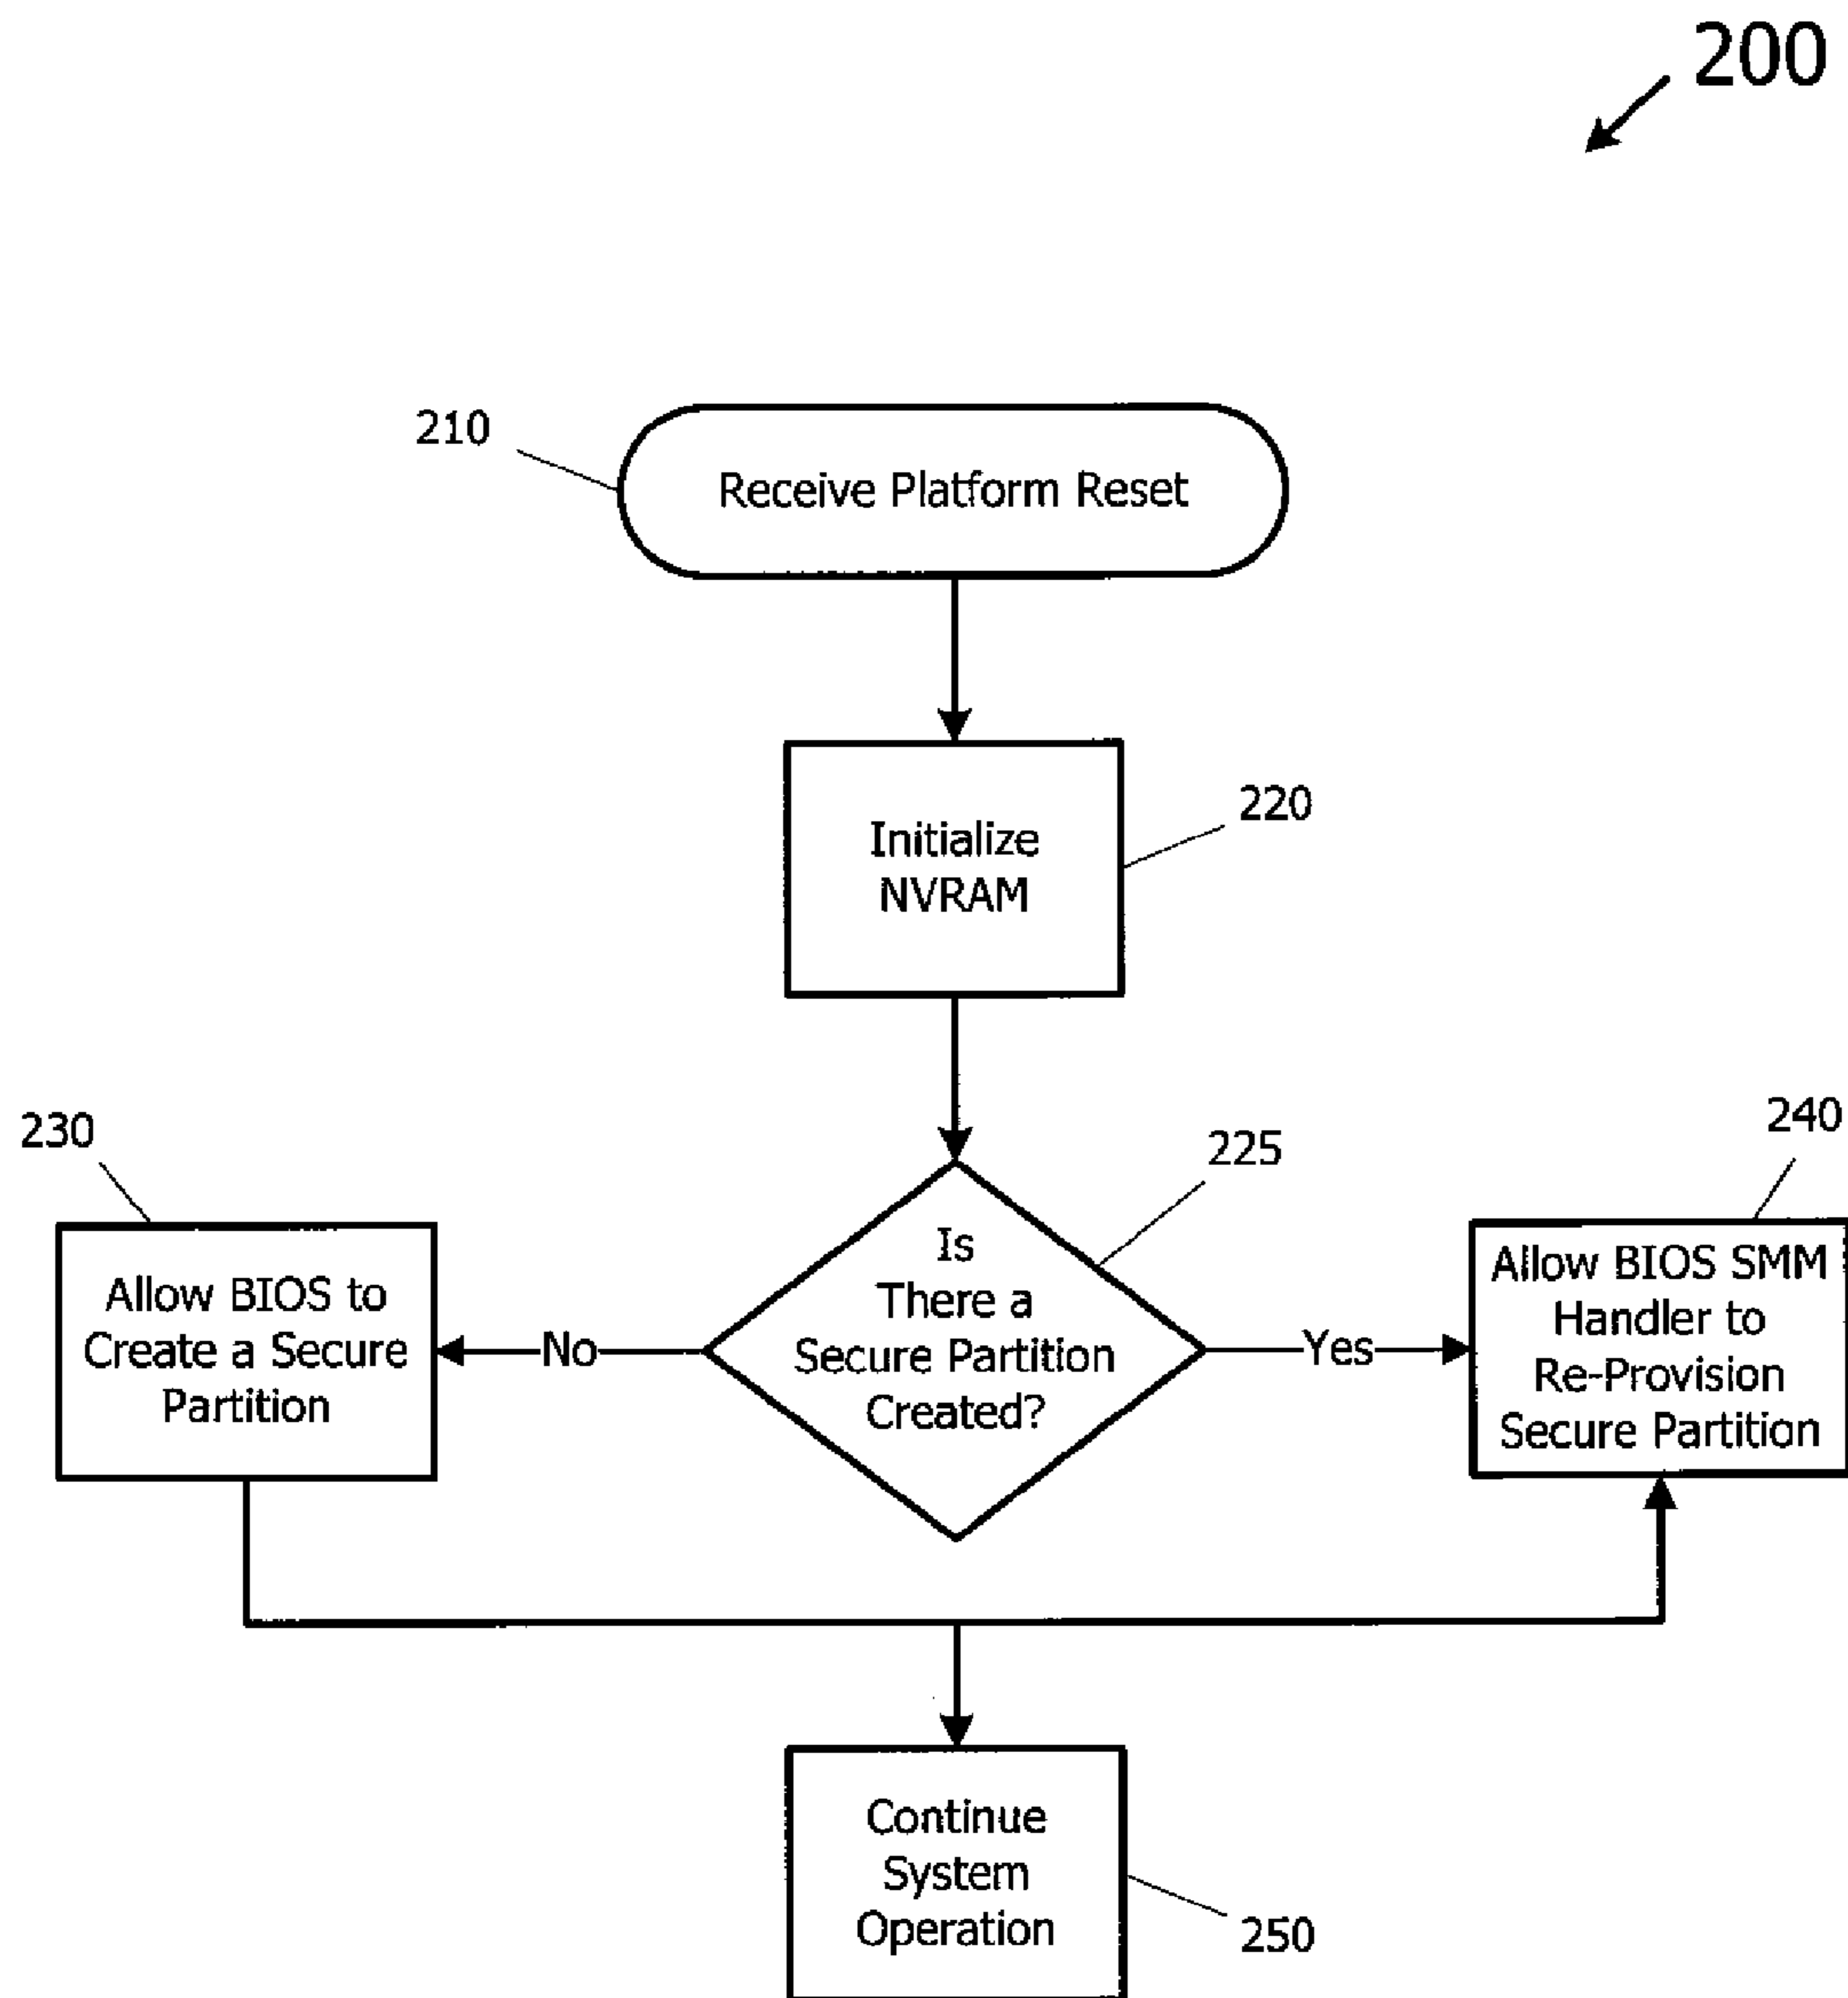 200
210
Receive Platform Reset
220
Initialize
NVRAM
230
225
240
Is
There a
Secure Partition
Created?
Allow BIOS to
Create a Secure
Partition
No
Yes
Allow BIOS SMM
Handler to
Re-Provision
Secure Partition
Continue
System
Operation
250